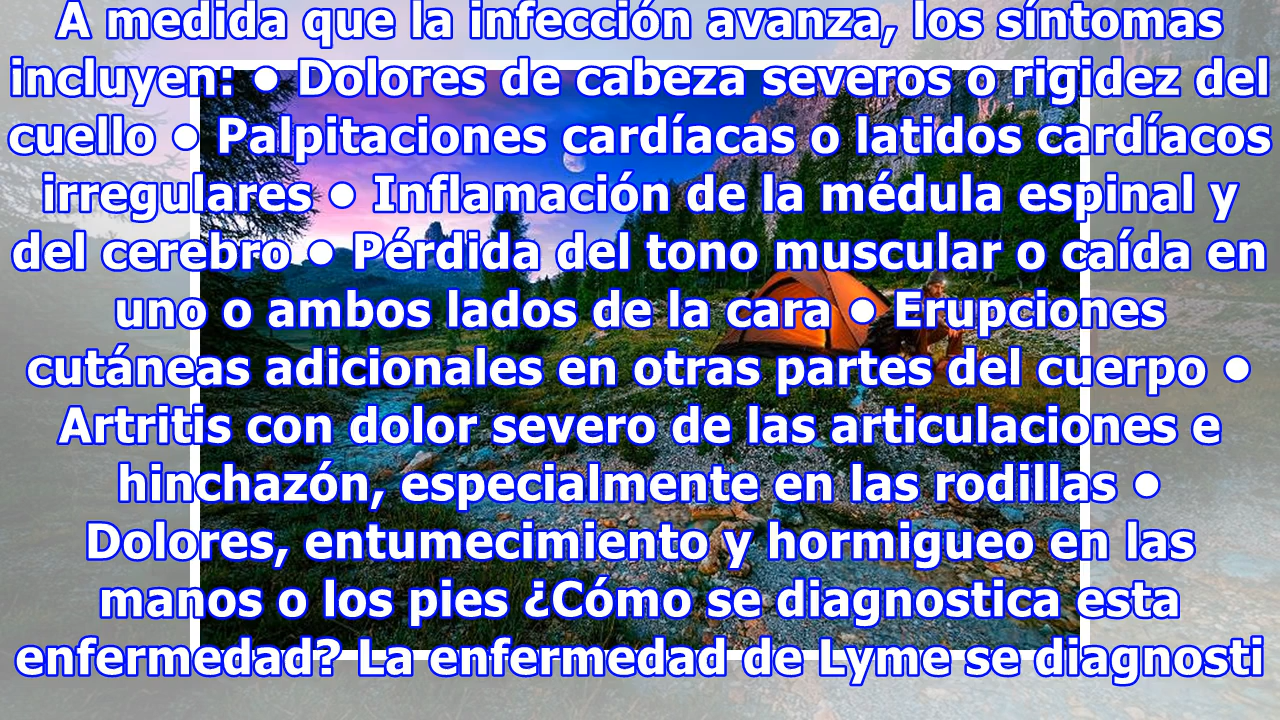 A medida que la infección avanza, los síntomas
incluyen: • Dolores de cabeza severos o rigidez del
cuello • Palpitaciones cardíacas o latidos cardíacos
irregulares • Inflamación de la médula espinal y
del cerebro • Pérdida del tono muscular o caída en
uno o ambos lados de la cara • Erupciones
cutáneas adicionales en otras partes del cuerpo •
Artritis con dolor severo de las articulaciones e
hinchazón, especialmente en las rodillas •
Dolores, entumecimiento y hormigueo en las
manos o los pies ¿Cómo se diagnostica esta
enfermedad? La enfermedad de Lyme se diagnosti